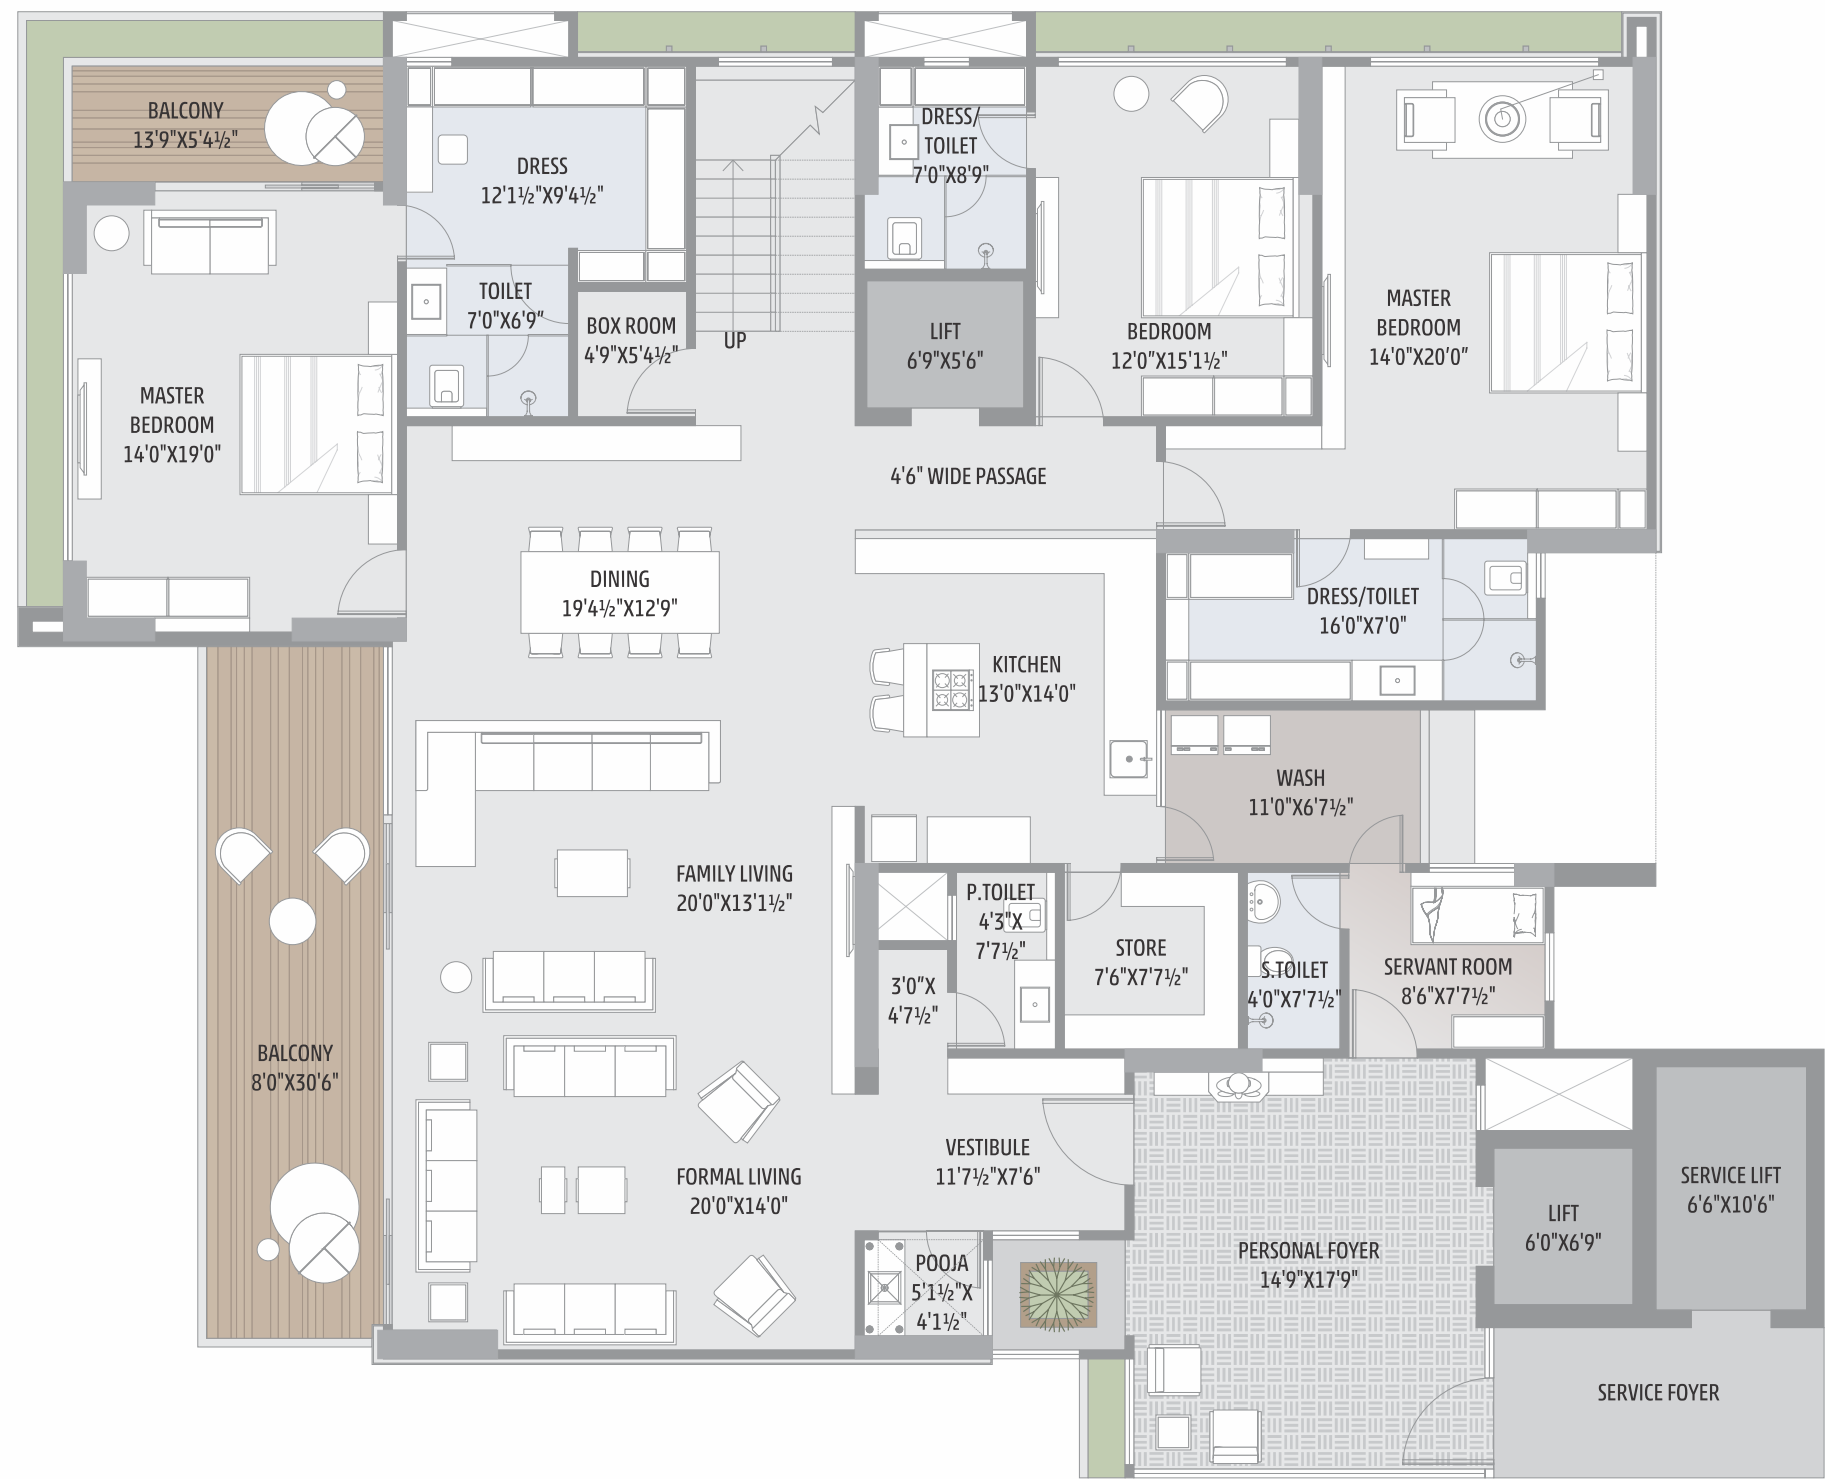 BALCONY
13'9"X5'4½"
DRESS
12'1½"X9'4½"
DRESS/
TOILET
7'0"X8'9"
TOILET
7'0"X6'9"
BOX ROOM
4'9"X5'4½"
UP
LIFT
6'9"X5'6"
BEDROOM
12'0"X15'1½"
MASTER
BEDROOM
14'0"X20'0"
MASTER
BEDROOM
14'0"X19'0"
4'6" WIDE PASSAGE
DINING
19'4½"X12'9"
KITCHEN
13'0"X14'0"
DRESS/TOILET
16'0"X7'0"
WASH
11'0"X6'7½"
FAMILY LIVING
20'0"X13'1½"
P.TOILET
4'3"X
7'7½"
3'0"X
4'7½"
STORE
7'6"X7'7½"
S.TOILET
4'0"X7'7½"
SERVANT ROOM
8'6"X7'7½"
BALCONY
8'0"X30'6"
FORMAL LIVING
20'0"X14'0"
VESTIBULE
11'7½"X7'6"
POOJA
5'1½"X
4'1½"
PERSONAL FOYER
14'9"X17'9"
LIFT
6'0"X6'9"
SERVICE LIFT
6'6"X10'6"
SERVICE FOYER